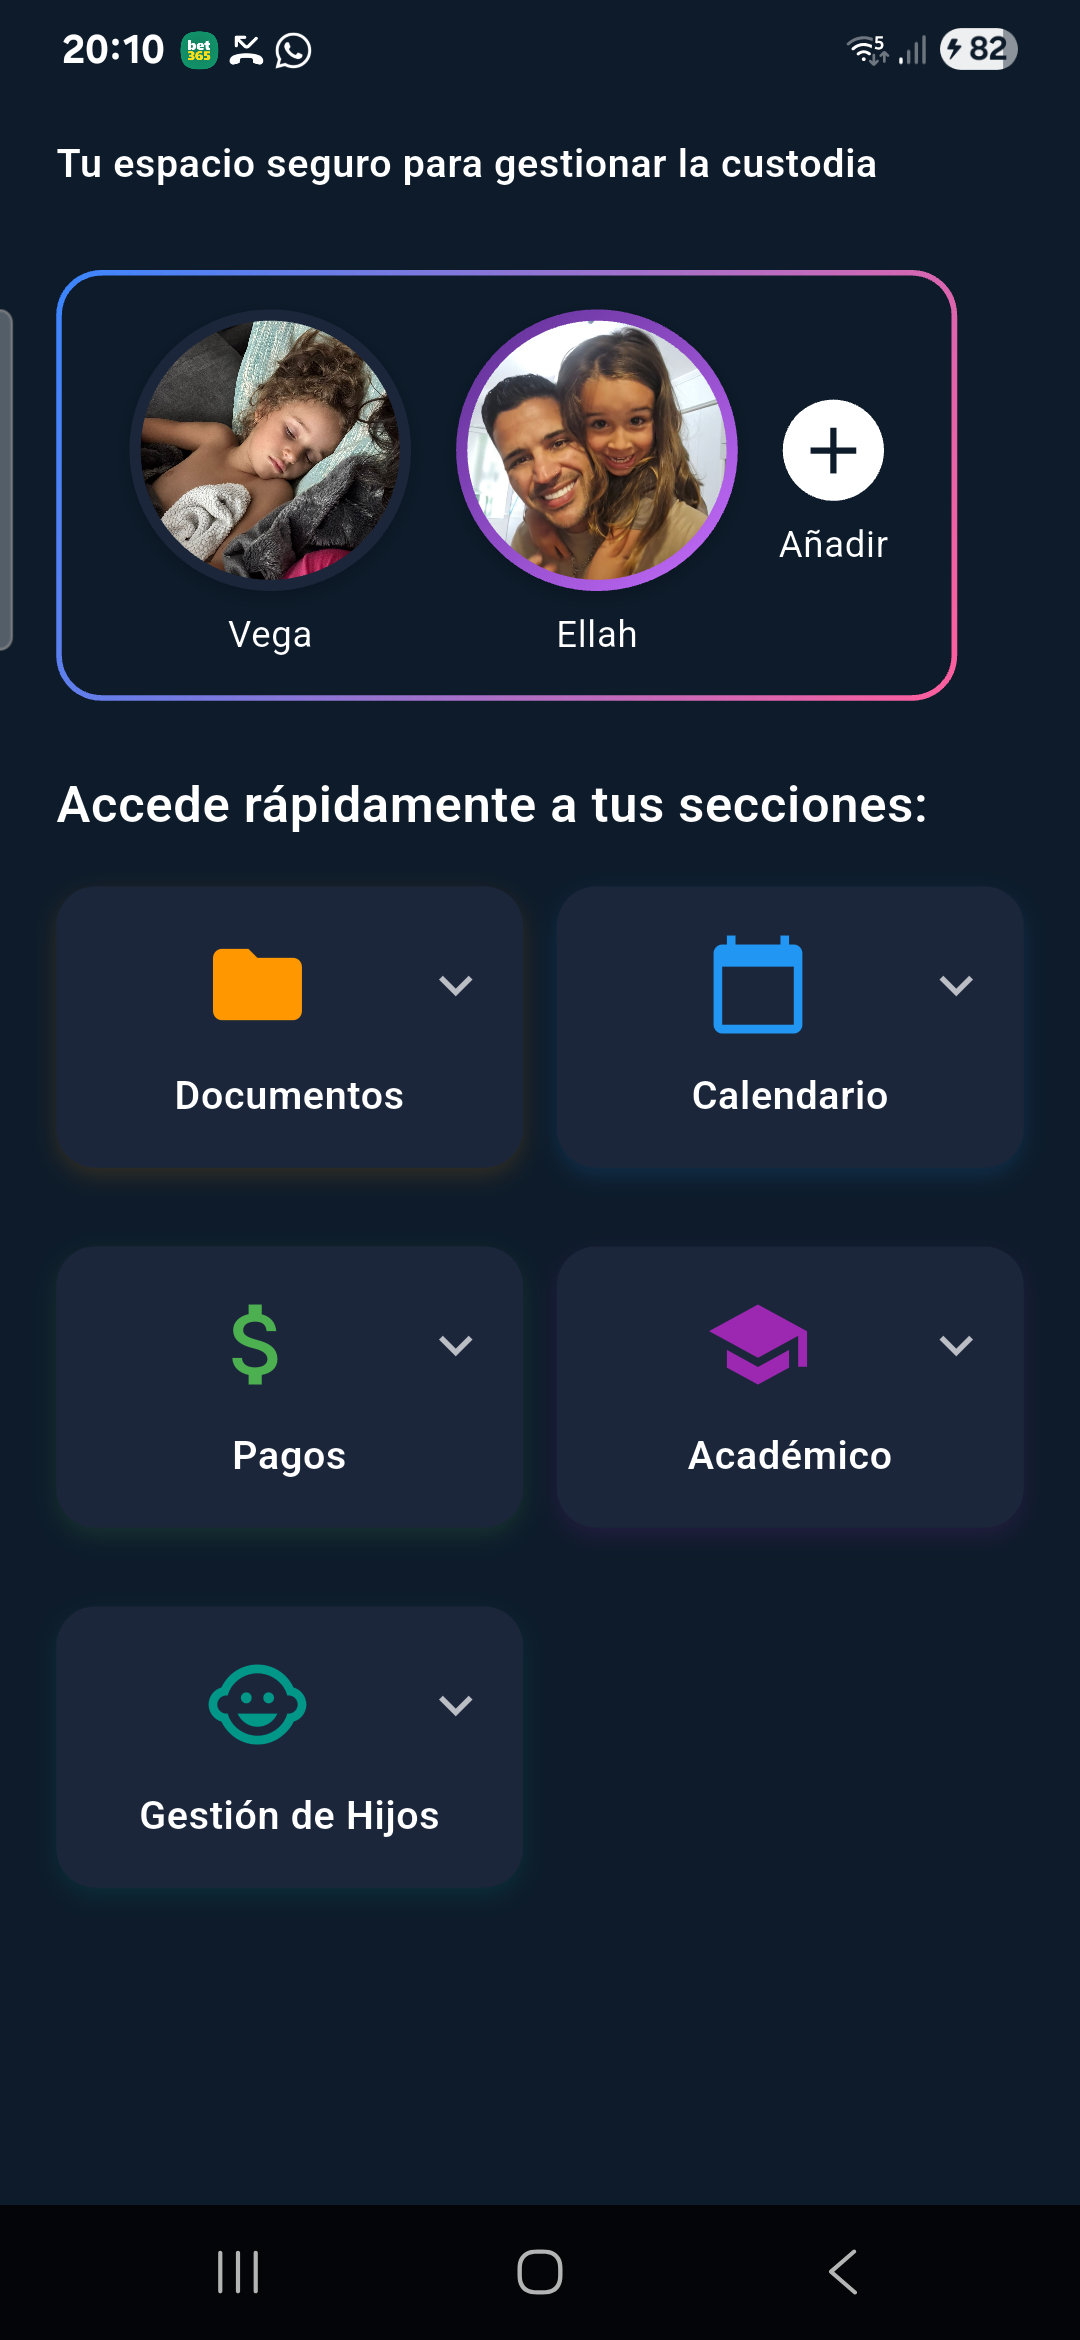 20:10 bet 365 5 82
Tu espacio seguro para gestionar la custodia
Añadir
Vega Ellah
Accede rápidamente a tus secciones:
Documentos Calendario
Pagos Académico
Gestión de Hijos